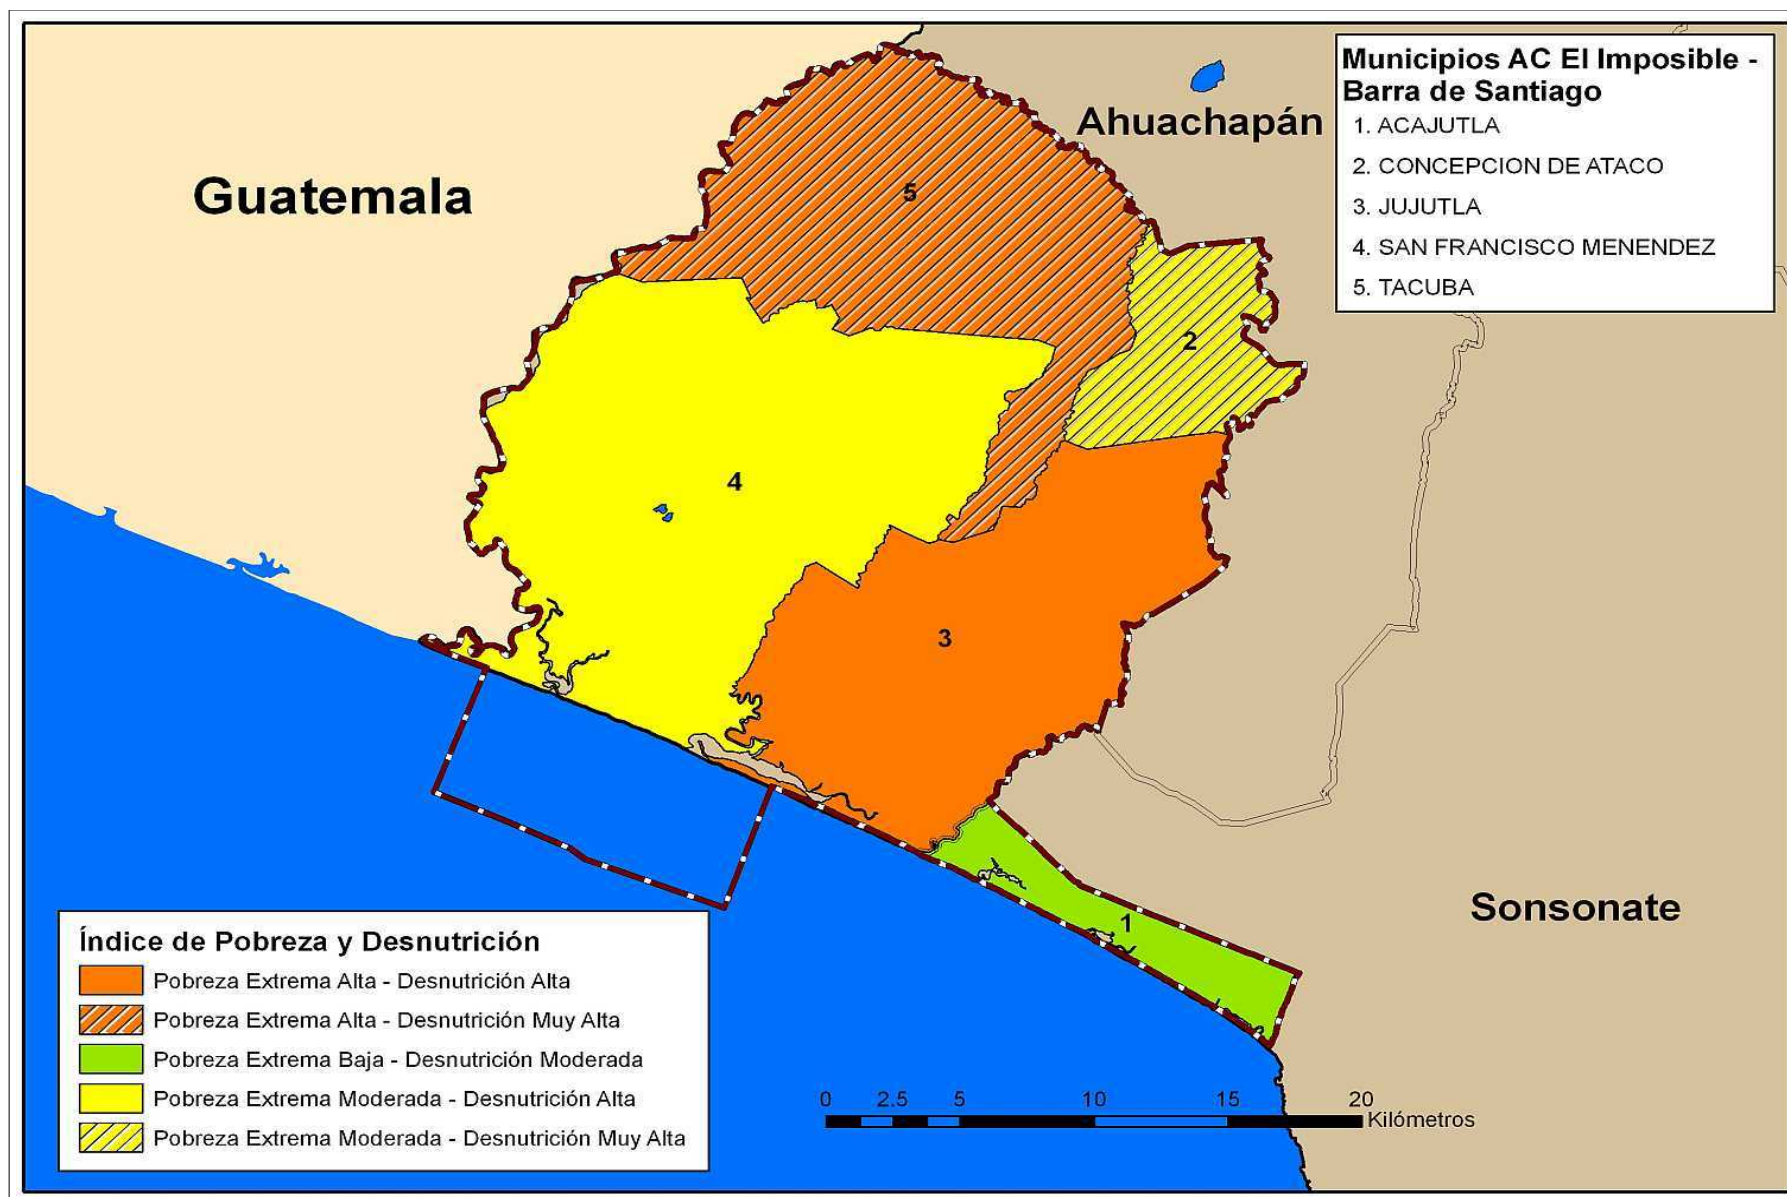 Municipios AC El Imposible -
Barra de Santiago
1. ACAJUTLA
2. CONCEPCION DE ATACO
3. JUJUTLA
4. SAN FRANCISCO MENENDEZ
5. TACUBA
Ahuachapán
Guatemala
5
2
4
3
1
Sonsonate
Índice de Pobreza y Desnutrición
Pobreza Extrema Alta - Desnutrición Alta
Pobreza Extrema Alta - Desnutrición Muy Alta
Pobreza Extrema Baja - Desnutrición Moderada
Pobreza Extrema Moderada - Desnutrición Alta
Pobreza Extrema Moderada - Desnutrición Muy Alta
0 2.5 5 10 15 20
Kilómetros